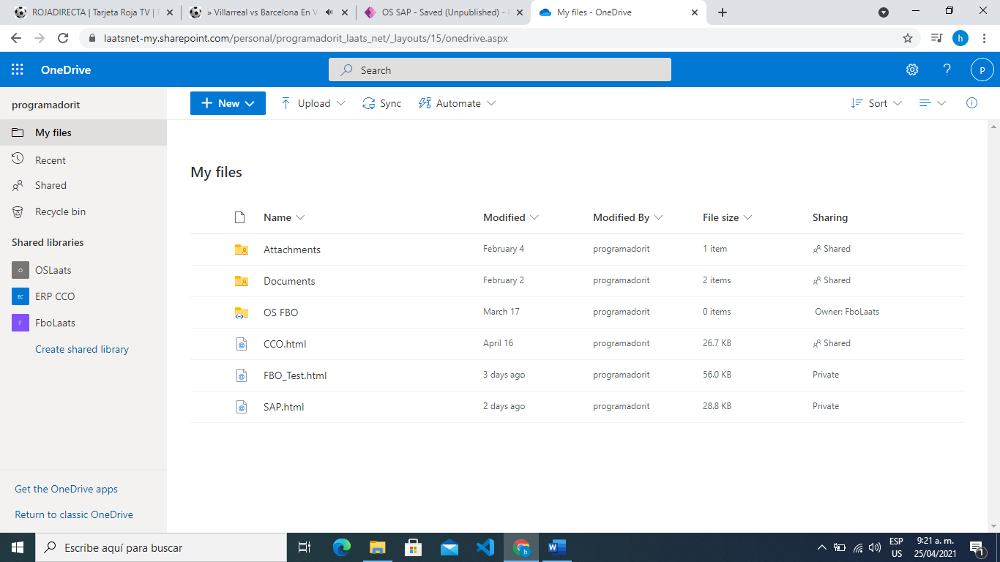 ROJADIRECTA | Tarjeta Roja TV |
» Villarreal vs Barcelona En V
OS SAP - Saved (Unpublished) -
My files - OneDrive
laatsnet-my.sharepoint.com/personal/programadorit_laats_net/_layouts/15/onedrive.aspx
h
OneDrive
Search
?
P
programadorit
New
Upload
Sync
Automate
Sort
My files
Recent
Shared
Recycle bin
Shared libraries
O OSLaats
EC ERP CCO
F FboLaats
Create shared library
Get the OneDrive apps
Return to classic OneDrive
My files
Name Modified Modified By File size Sharing
Attachments February 4 programadorit 1 item Shared
Documents February 2 programadorit 2 items Shared
OS FBO March 17 programadorit 0 items Owner: FboLaats
CCO.html April 16 programadorit 26.7 KB Shared
FBO_Test.html 3 days ago programadorit 56.0 KB Private
SAP.html 2 days ago programadorit 28.8 KB Private
Escribe aquí para buscar
h
ESP
US
9:21 a. m.
25/04/2021
1